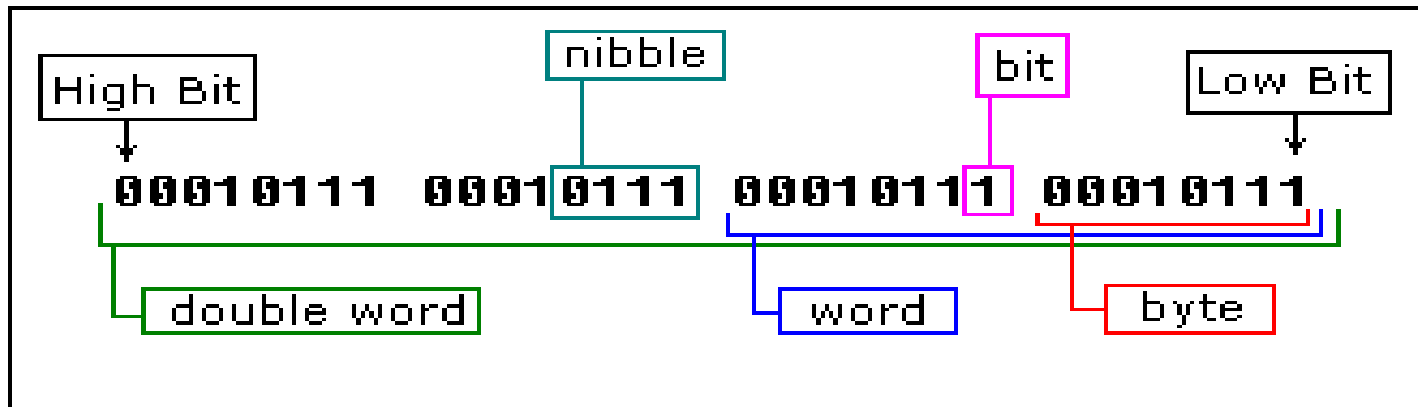 nibble
bit
High Bit
Low Bit
00010111 00010111 00010111 00010111
double word
word
byte